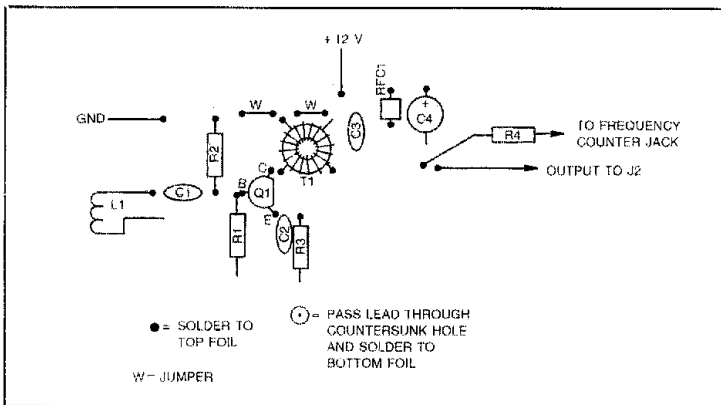 +12 V
GND
W
W
RFC1
+
C4
C3
R4
TO FREQUENCY
COUNTER JACK
R2
T1
OUTPUT TO J2
L1
C1
B
C
Q1
E
R1
C2
R3
● = SOLDER TO
TOP FOIL
W = JUMPER
⊙ = PASS LEAD THROUGH
COUNTERSUNK HOLE
AND SOLDER TO
BOTTOM FOIL